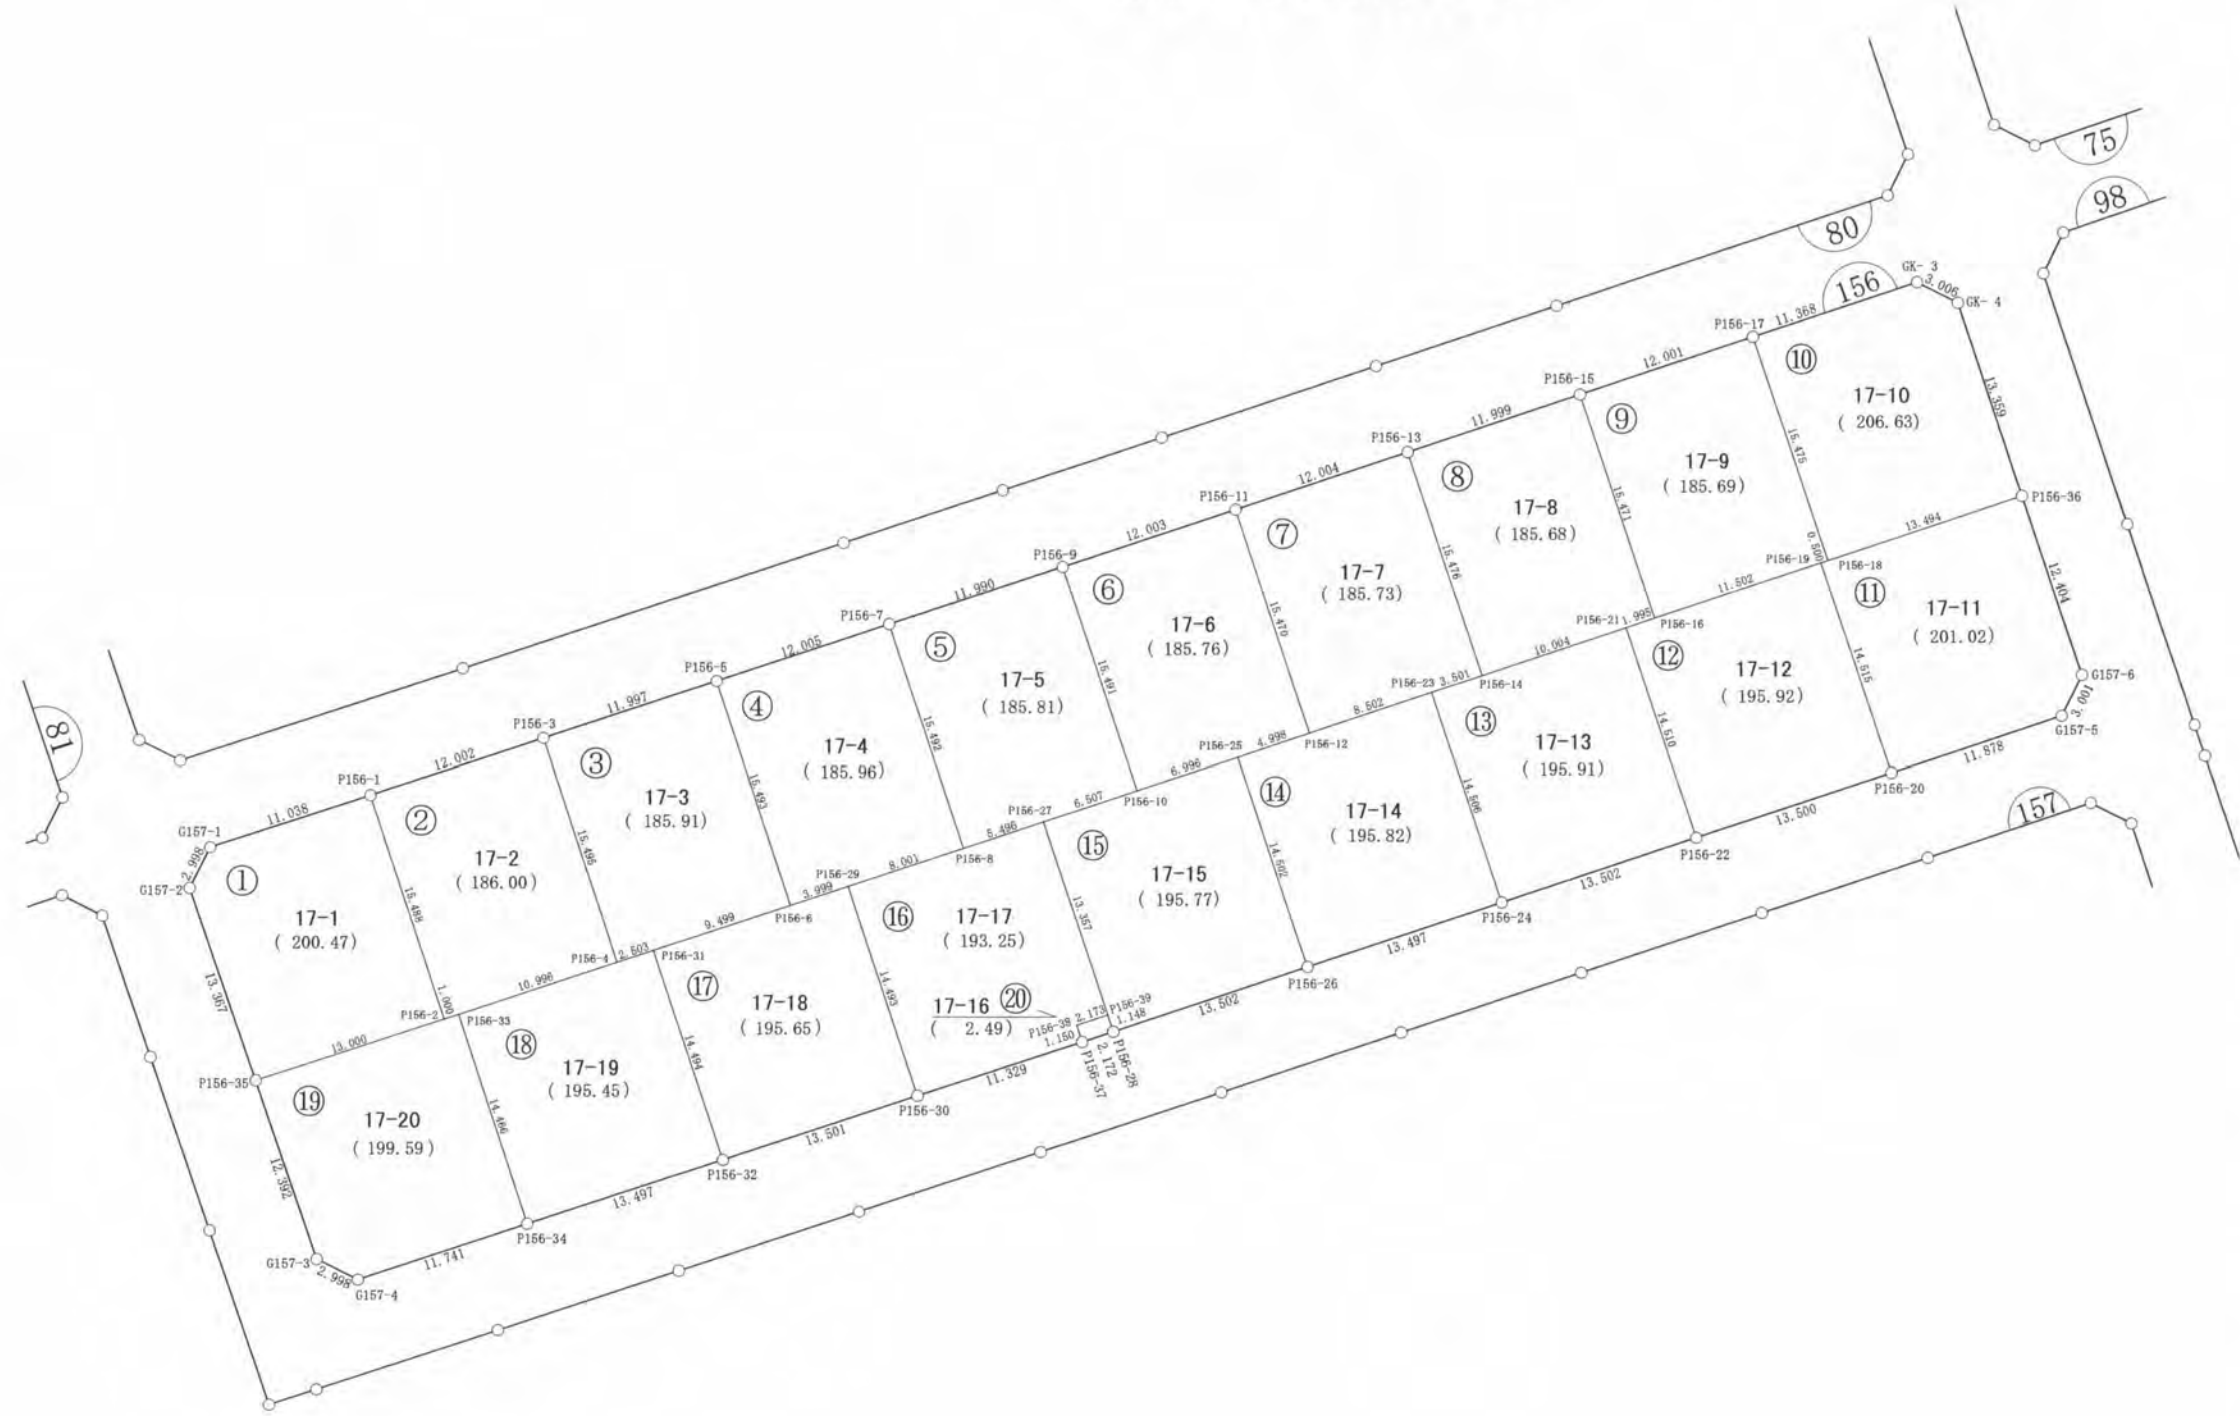 75
98
80
156
GK- 3
3.006
GK- 4
P156-17
11.368
⑩
17-10
( 206.63)
13.359
15.475
P156-15
12.001
⑨
17-9
( 185.69)
15.471
P156-13
11.999
⑧
17-8
( 185.68)
15.476
P156-11
12.004
⑦
17-7
( 185.73)
15.470
P156-9
12.003
⑥
17-6
( 185.76)
15.491
P156-7
11.990
⑤
17-5
( 185.81)
15.492
P156-5
12.005
④
17-4
( 185.96)
15.493
P156-3
11.997
③
17-3
( 185.91)
15.495
P156-1
12.002
②
17-2
( 186.00)
15.488
81
G157-1
11.038
2.998
G157-2
①
17-1
( 200.47)
13.367
P156-36
13.494
0.500
P156-19
P156-18
11.502
P156-21
1.995
P156-16
10.004
P156-23
3.501
P156-14
8.502
P156-25
4.998
P156-12
6.996
P156-27
6.507
P156-10
5.496
P156-8
P156-29
8.001
3.999
P156-6
9.499
P156-4
2.503
P156-31
10.996
1.000
P156-2
P156-33
13.000
P156-35
⑪
17-11
( 201.02)
12.404
G157-6
3.001
G157-5
11.878
14.515
P156-20
157
⑫
17-12
( 195.92)
14.510
13.500
P156-22
⑬
17-13
( 195.91)
14.506
13.502
P156-24
⑭
17-14
( 195.82)
14.502
13.497
P156-26
⑮
17-15
( 195.77)
13.357
13.502
⑯
17-17
( 193.25)
14.493
17-16 ⑳
( 2.49)
P156-38
2.173
P156-39
1.148
1.150
2.172
P156-28
P156-37
11.329
P156-30
⑰
17-18
( 195.65)
14.494
13.501
P156-32
⑱
17-19
( 195.45)
14.486
13.497
P156-34
⑲
17-20
( 199.59)
12.392
G157-3
2.998
G157-4
11.741